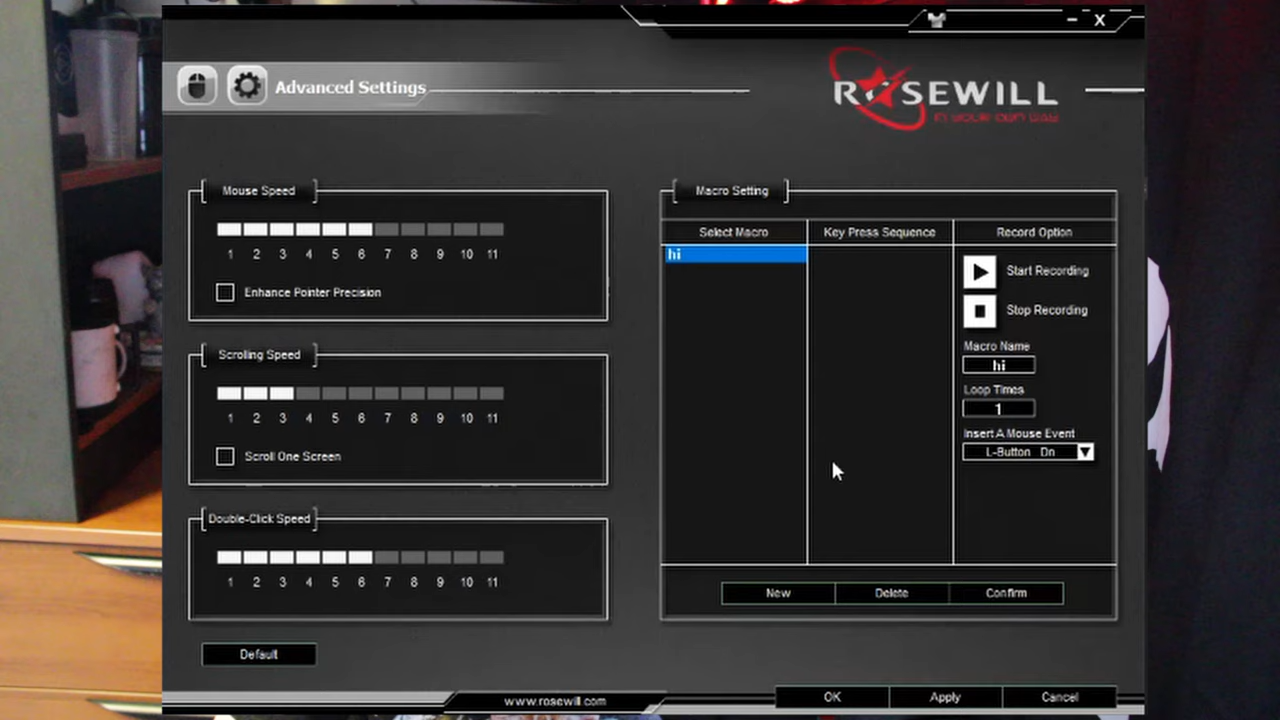 X
Advanced Settings
ROSEWILL
IN YOUR OWN WAY
Mouse Speed
1 2 3 4 5 6 7 8 9 10 11
Enhance Pointer Precision
Scrolling Speed
1 2 3 4 5 6 7 8 9 10 11
Scroll One Screen
Double-Click Speed
1 2 3 4 5 6 7 8 9 10 11
Default
Macro Setting
Select Macro Key Press Sequence Record Option
hi
Start Recording
Stop Recording
Macro Name
hi
Loop Times
1
Insert A Mouse Event
L-Button Dn
New Delete Confirm
www.rosewill.com
OK Apply Cancel